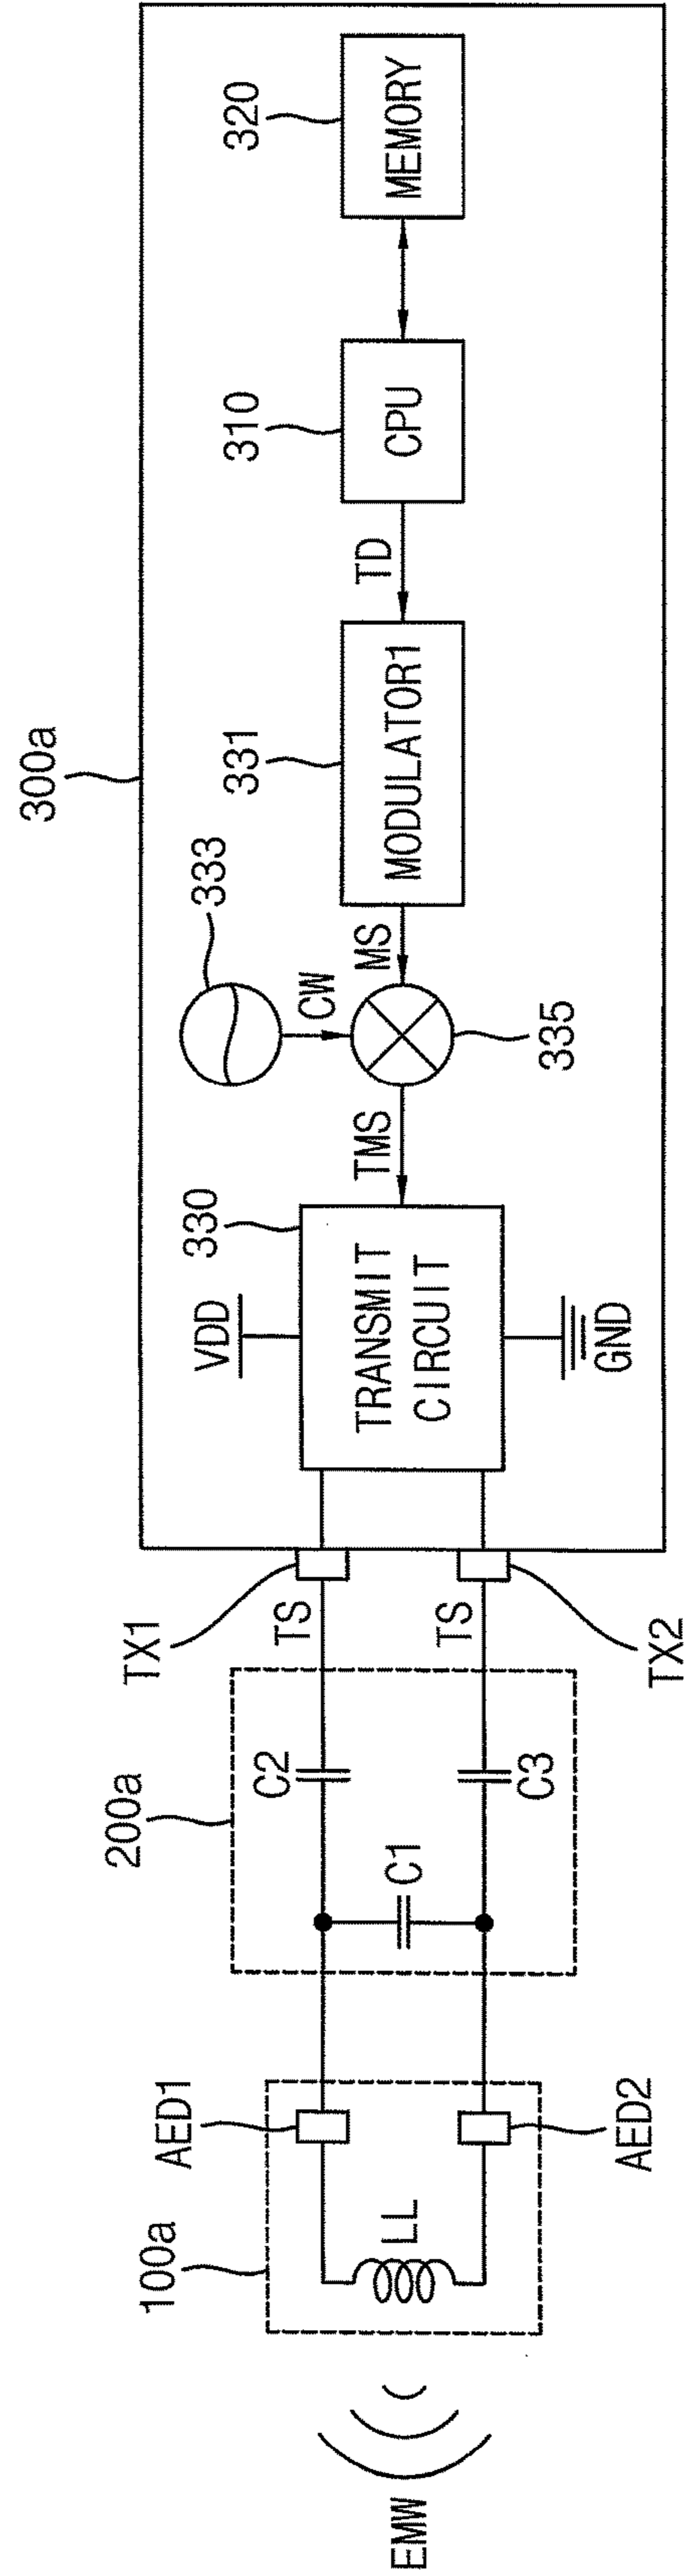 300a
333
331
310
320
330
VDD
CW
TMS
MS
TD
TRANSMIT
CIRCUIT
MODULATOR1
CPU
MEMORY
335
GND
TX1
TS
TS
TX2
200a
C2
C1
C3
100a
AED1
LL
AED2
EMW